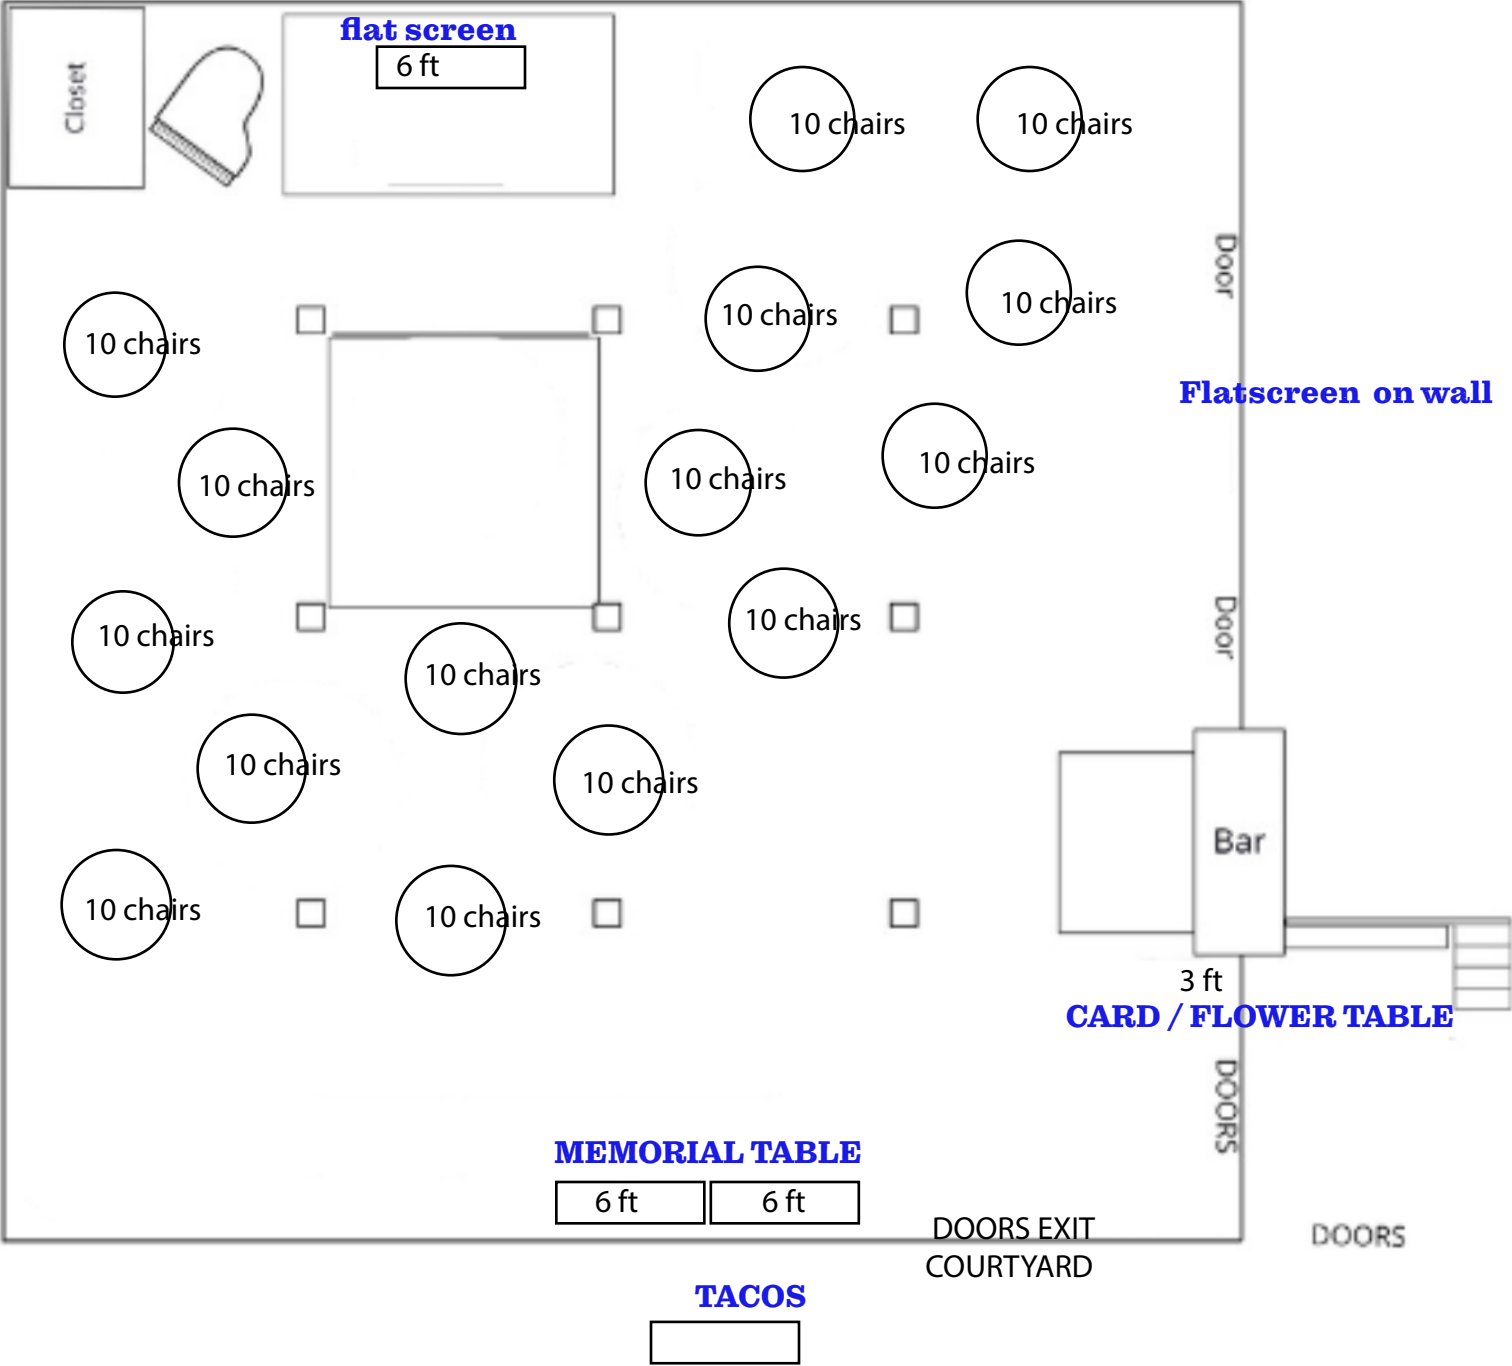 flat screen
6 ft
Closet
10 chairs
10 chairs
Door
10 chairs
10 chairs
10 chairs
Flatscreen on wall
10 chairs
10 chairs
10 chairs
Door
10 chairs
10 chairs
10 chairs
10 chairs
10 chairs
Bar
10 chairs
10 chairs
3 ft
CARD / FLOWER TABLE
DOORS
MEMORIAL TABLE
6 ft
6 ft
DOORS EXIT
COURTYARD
DOORS
TACOS